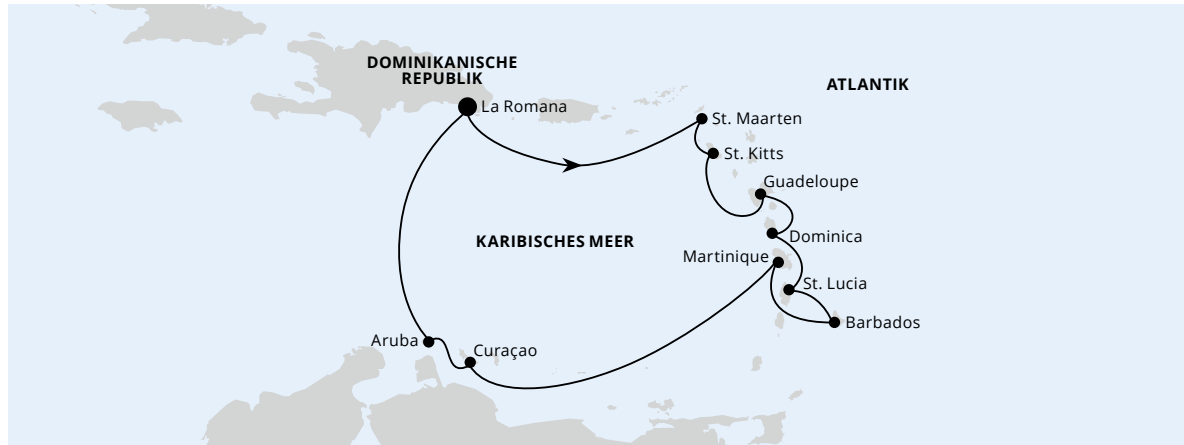 DOMINIKANISCHE
REPUBLIK
ATLANTIK
La Romana
St. Maarten
St. Kitts
Guadeloupe
Dominica
KARIBISCHES MEER
Martinique
St. Lucia
Barbados
Aruba
Curaçao